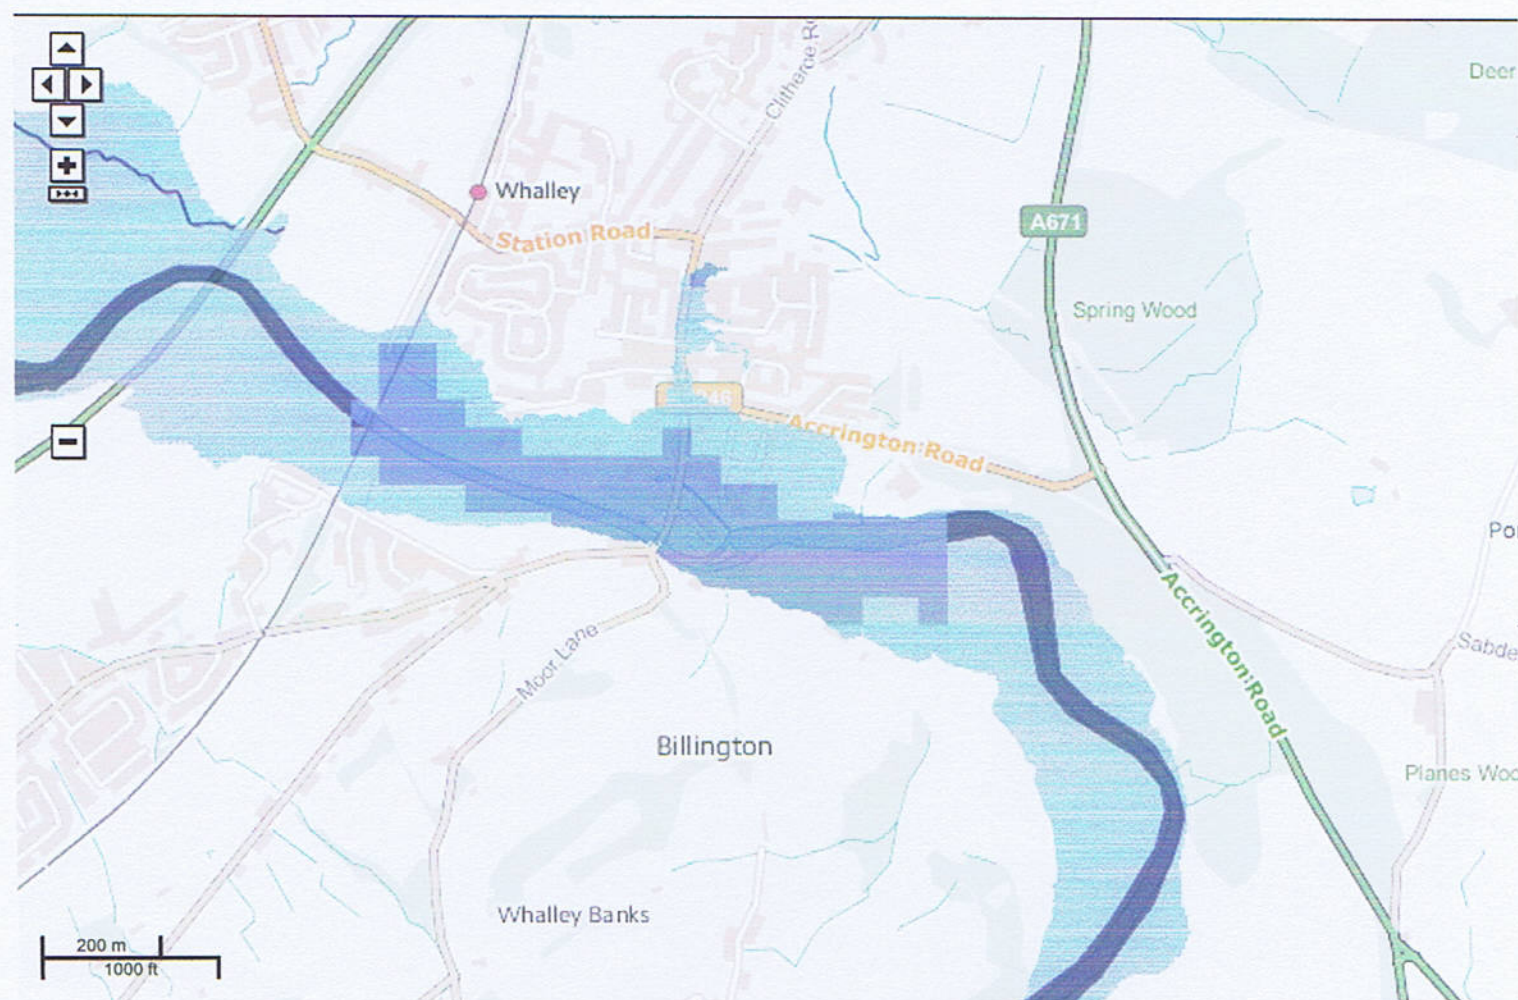 Deer
Clitheroe R
Whalley
Station Road
A671
Spring Wood
46
Accrington Road
Po
Accrington Road
Sabde
Moor Lane
Billington
Planes Woo
Whalley Banks
200 m
1000 ft